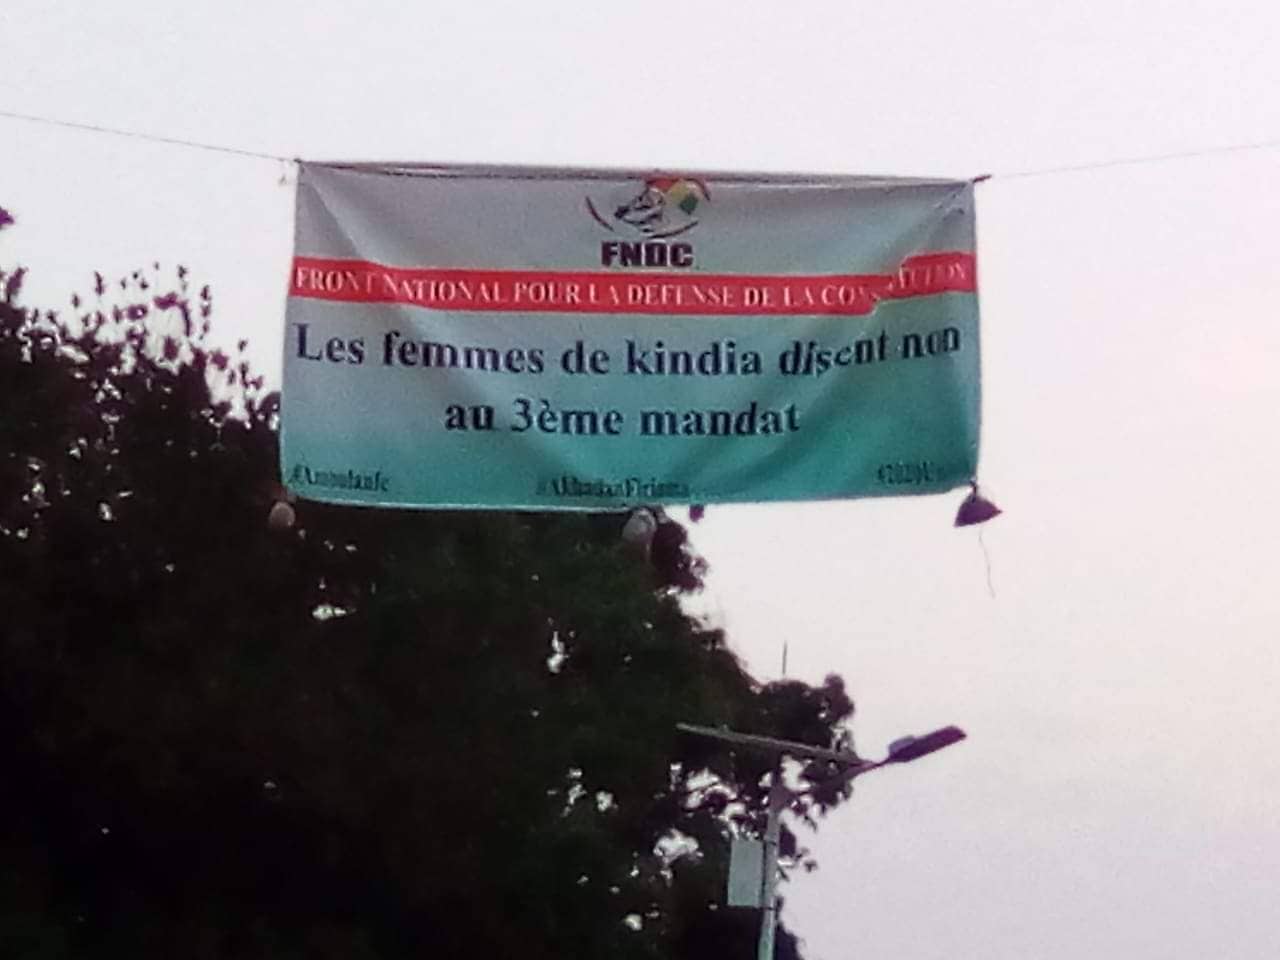 FNDC
FRONT NATIONAL POUR LA DEFENSE DE LA CONSTITUTION
Les femmes de kindia disent non
au 3ème mandat
#Amoulanfe